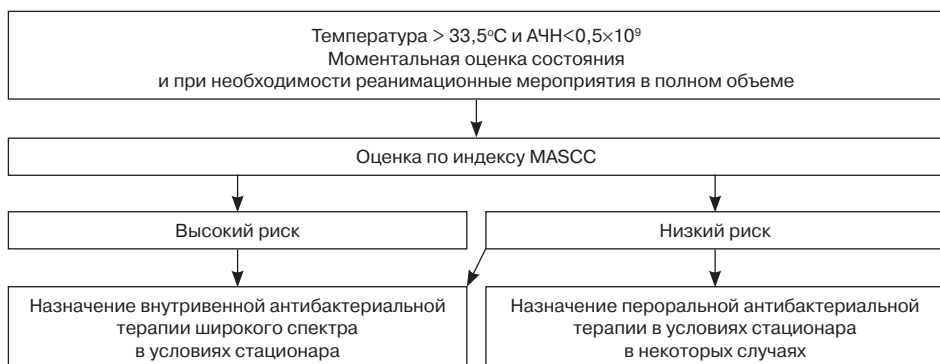 Температура > 33,5°С и АЧН<0,5×10⁹
Моментальная оценка состояния
и при необходимости реанимационные мероприятия в полном объеме
Оценка по индексу MASCC
Высокий риск
Низкий риск
Назначение внутривенной антибактериальной
терапии широкого спектра
в условиях стационара
Назначение пероральной антибактериальной
терапии в условиях стационара
в некоторых случаях